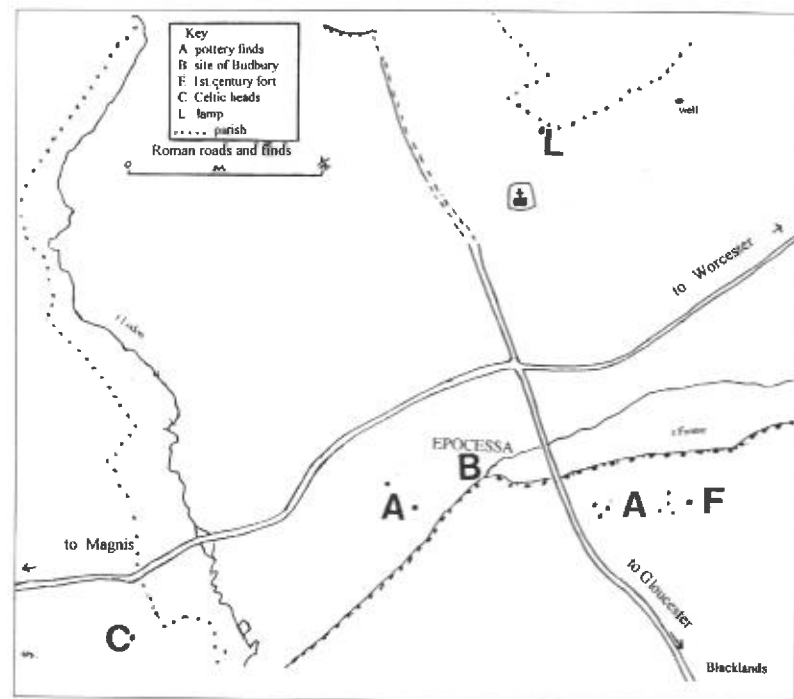 Key
A pottery finds
B site of Budbury
F 1st century fort
C Celtic heads
L lamp
..... parish
Roman roads and finds
well
L
to Worcester
EPOCESSA
B
A
A
F
to Magnis
to Gloucester
C
Blacklands